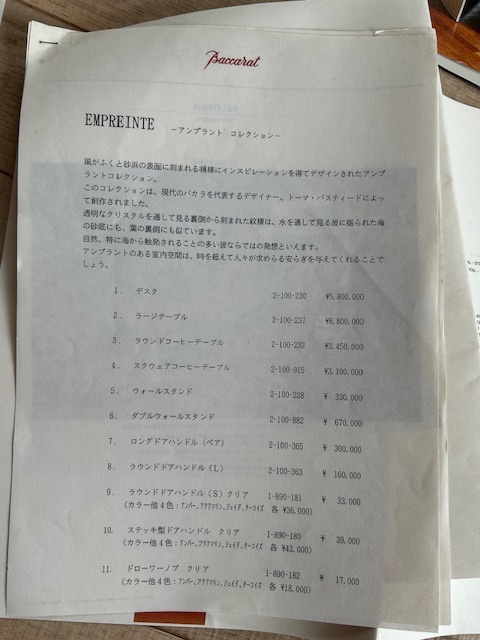 Baccarat
EMPREINTE －アンプラント コレクション－
風がふくと砂浜の表面に刻まれる模様にインスピレーションを得てデザインされたアンプ
ラントコレクション。
このコレクションは、現代のバカラを代表するデザイナー、トーマ・バスティードによっ
て創作されました。
透明なクリスタルを通して見る裏側から刻まれた紋様は、水を通して見る波に揺られた海
の砂底にも、葉の裏側にも似ています。
自然、特に海から触発されることの多い彼ならではの発想といえます。
アンプラントのある室内空間は、時を超えて人々が求めらる安らぎを与えてくれることで
しょう。
1. デスク 2-100-230 ¥5,800,000
2. ラージテーブル 2-100-237 ¥8,800,000
3. ラウンドコーヒーテーブル 2-100-232 ¥3,450,000
4. スクウェアコーヒーテーブル 2-100-915 ¥3,100,000
5. ウォールスタンド 2-100-228 ¥ 330,000
6. ダブルウォールスタンド 2-100-882 ¥ 670,000
7. ロングドアハンドル（ペア） 2-100-365 ¥ 300,000
8. ラウンドドアハンドル（L） 2-100-363 ¥ 160,000
9. ラウンドドアハンドル（S）クリア 1-890-181 ¥ 33,000
（カラー他4色：ｱﾝﾊﾞｰ､ｱｸｱﾏﾘﾝ､ｼﾞｪｲﾄﾞ､ﾀｰｺｲｽﾞ 各 ¥36,000）
10. ステッキ型ドアハンドル クリア 1-890-180 ¥ 39,000
（カラー他4色：ｱﾝﾊﾞｰ､ｱｸｱﾏﾘﾝ､ｼﾞｪｲﾄﾞ､ﾀｰｺｲｽﾞ 各 ¥42,000）
11. ドローワーノブ クリア 1-890-182 ¥ 17,000
（カラー他4色：ｱﾝﾊﾞｰ､ｱｸｱﾏﾘﾝ､ｼﾞｪｲﾄﾞ､ﾀｰｺｲｽﾞ 各 ¥18,000）